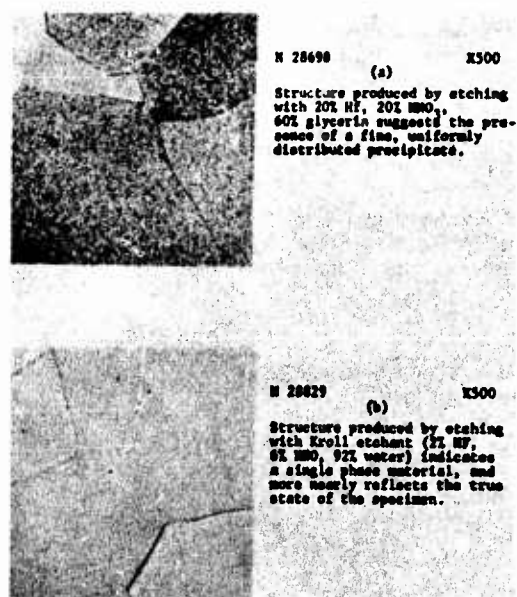 N 28698 X500
(a)
Structure produced by etching
with 20% Hf, 20% HNO3,
60% glycerin suggests the pre-
sence of a fine, uniformly
distributed precipitate.
N 28829 X500
(b)
Structure produced by etching
with Kroll etchant (2% HF,
6% HNO, 92% water) indicates
a single phase material, and
more nearly reflects the true
state of the specimen.